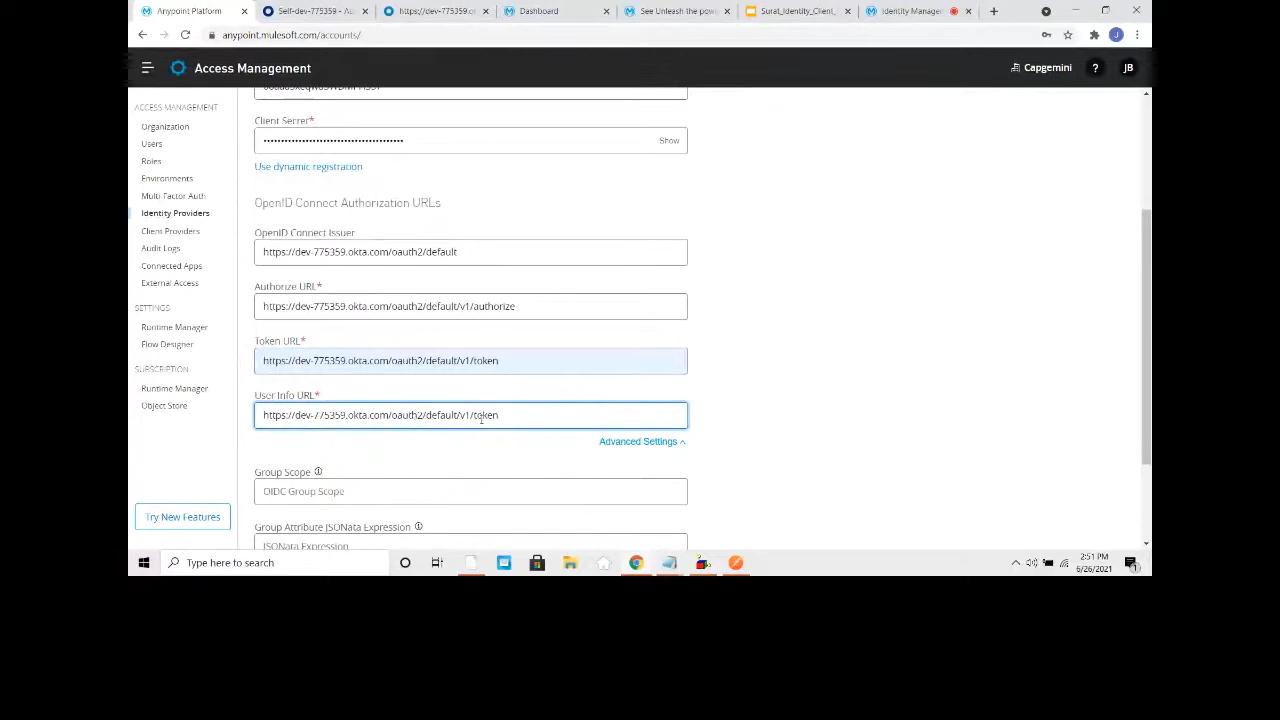 Anypoint Platform
Self-dev-775359 - Au
https://dev-775359.o
Dashboard
See Unleash the pow
Surat_Identity_Client_
Identity Manage
anypoint.mulesoft.com/accounts/
J
Access Management
Capgemini
?
JB
ACCESS MANAGEMENT
Organization
Users
Roles
Environments
Multi-Factor Auth
Identity Providers
Client Providers
Audit Logs
Connected Apps
External Access
SETTINGS
Runtime Manager
Flow Designer
SUBSCRIPTION
Runtime Manager
Object Store
Try New Features
Client Secret*
Show
Use dynamic registration
OpenID Connect Authorization URLs
OpenID Connect Issuer
https://dev-775359.okta.com/oauth2/default
Authorize URL*
https://dev-775359.okta.com/oauth2/default/v1/authorize
Token URL*
https://dev-775359.okta.com/oauth2/default/v1/token
User Info URL*
https://dev-775359.okta.com/oauth2/default/v1/token
Advanced Settings
Group Scope
OIDC Group Scope
Group Attribute JSONata Expression
JSONata Expression
Type here to search
2:51 PM
6/26/2021
1